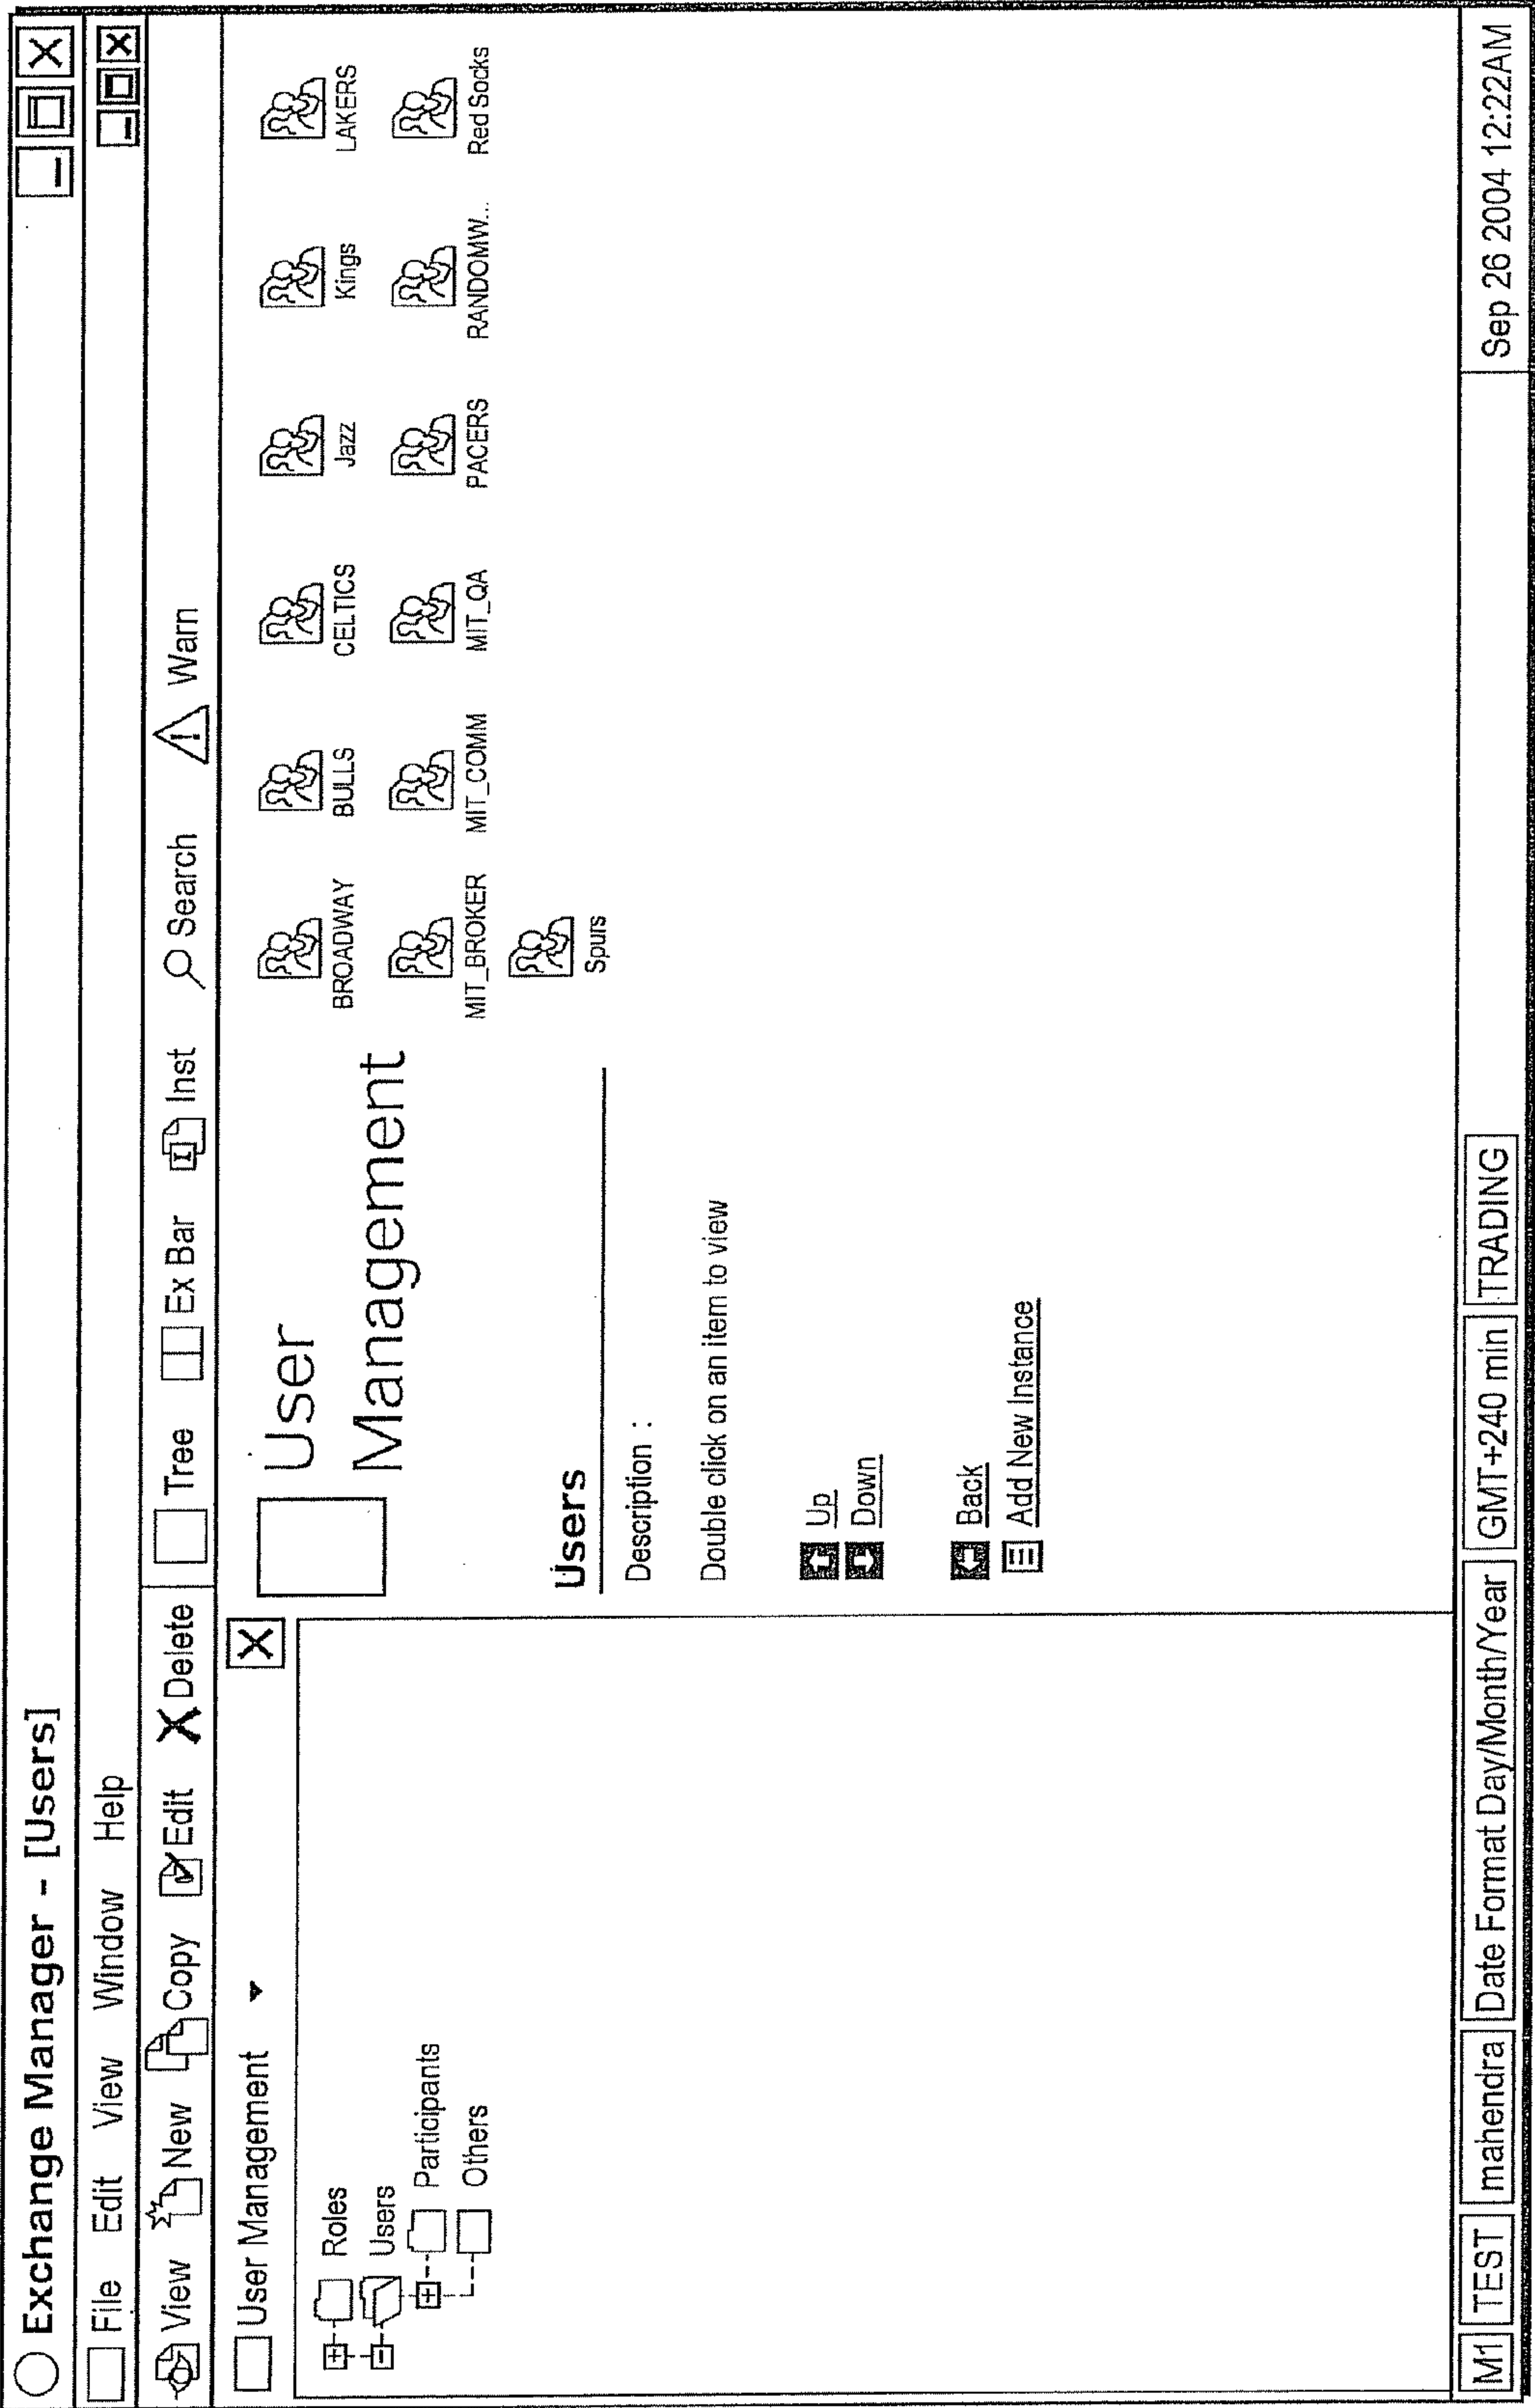 Exchange Manager - [Users]
File Edit View Window Help
View New Copy Edit Delete Tree Ex Bar Inst Search Warn
User Management
Roles
Users
Participants
Others
User
Management
Users
Description :
Double click on an item to view
Up
Down
Back
Add New Instance
BROADWAY BULLS CELTICS Jazz Kings LAKERS
MIT_BROKER MIT_COMM MIT_QA PACERS RANDOMW... Red Socks
Spurs
M1 TEST mahendra Date Format Day/Month/Year GMT+240 min TRADING Sep 26 2004 12:22AM